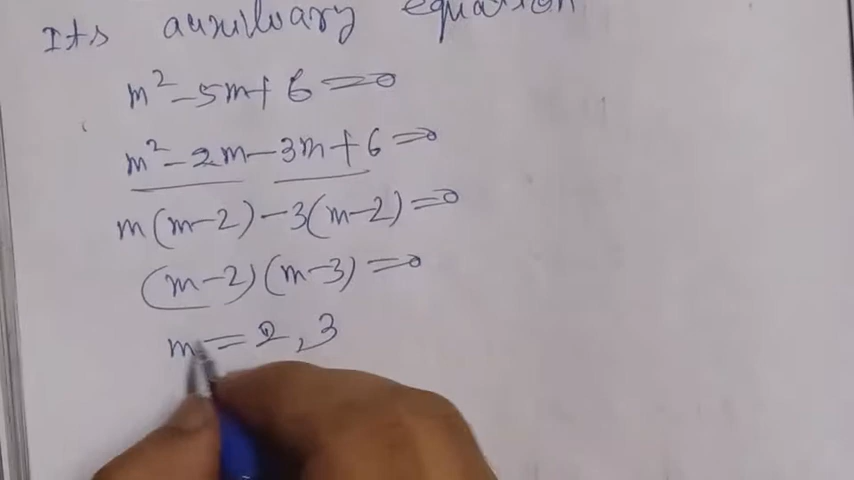 Its auxiluary equation
m² - 5m + 6 = 0
m² - 2m - 3m + 6 = 0
m(m-2) - 3(m-2) = 0
(m-2)(m-3) = 0
m = 2, 3